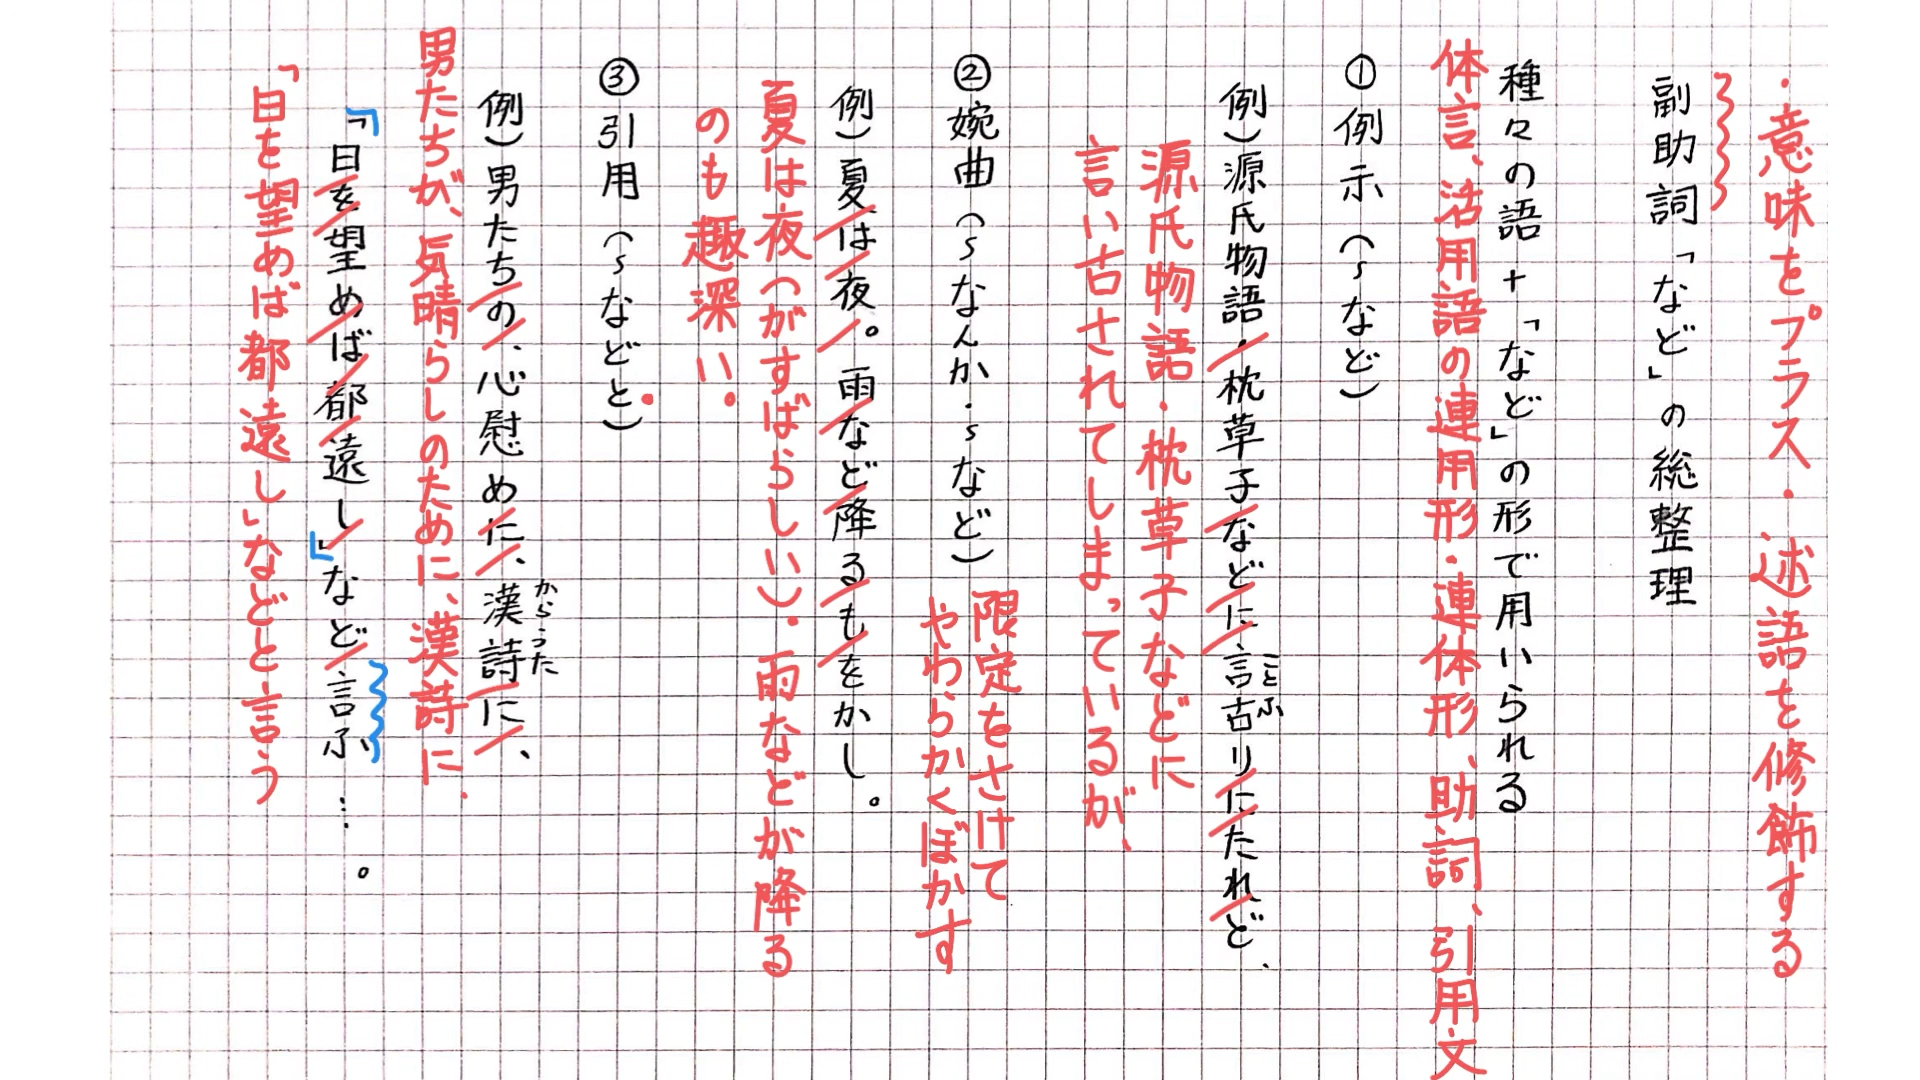 ・意味をプラス・述語を修飾する
副助詞「など」の総整理
種々の語+「など」の形で用いられる
体言、活用語の連用形・連体形、助詞、引用文
①例示(~など)
例)源氏物語・枕草子などに言古りにたれど、
ことふ
源氏物語・枕草子などに
言い古されてしまっているが、
②婉曲(~なんか・~など)
限定をさけて
やわらかくぼかす
例)夏は夜。雨など降るもをかし。
夏は夜(がすばらしい)。雨などが降る
のも趣深い。
③引用(~などと)
例)男たちの、心慰めに、漢詩に、
からうた
男たちが、気晴らしのために、漢詩に、
「日を望めば都遠し」など言ふ…。
「日を望めば都遠し」などと言う